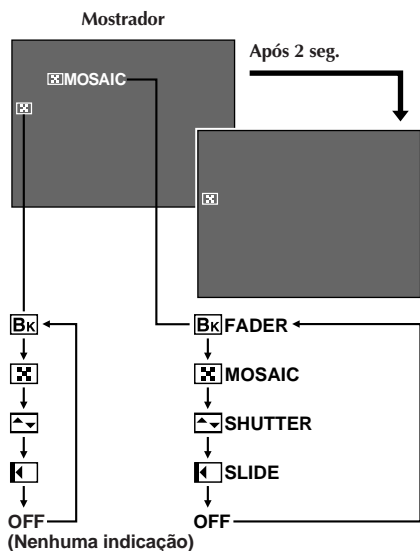 Mostrador
Após 2 seg.
MOSAIC
BK
BK FADER
MOSAIC
SHUTTER
SLIDE
OFF
OFF
(Nenhuma indicação)